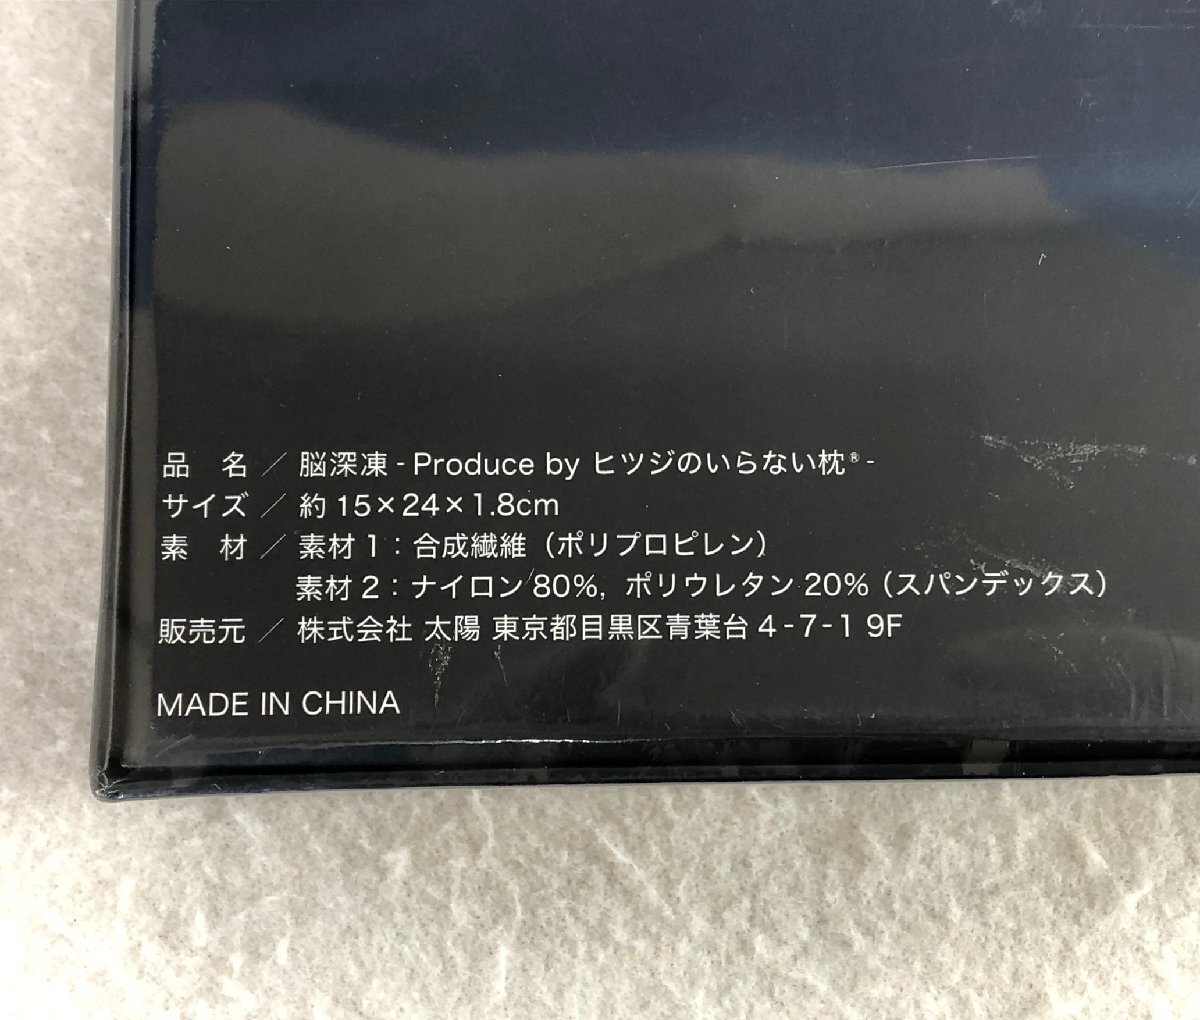 品　名 ／ 脳深凍 - Produce by ヒツジのいらない枕® -
サイズ ／ 約 15×24×1.8cm
素　材 ／ 素材 1：合成繊維（ポリプロピレン）
素材 2：ナイロン 80%, ポリウレタン 20%（スパンデックス）
販売元 ／ 株式会社 太陽 東京都目黒区青葉台 4-7-1 9F
MADE IN CHINA